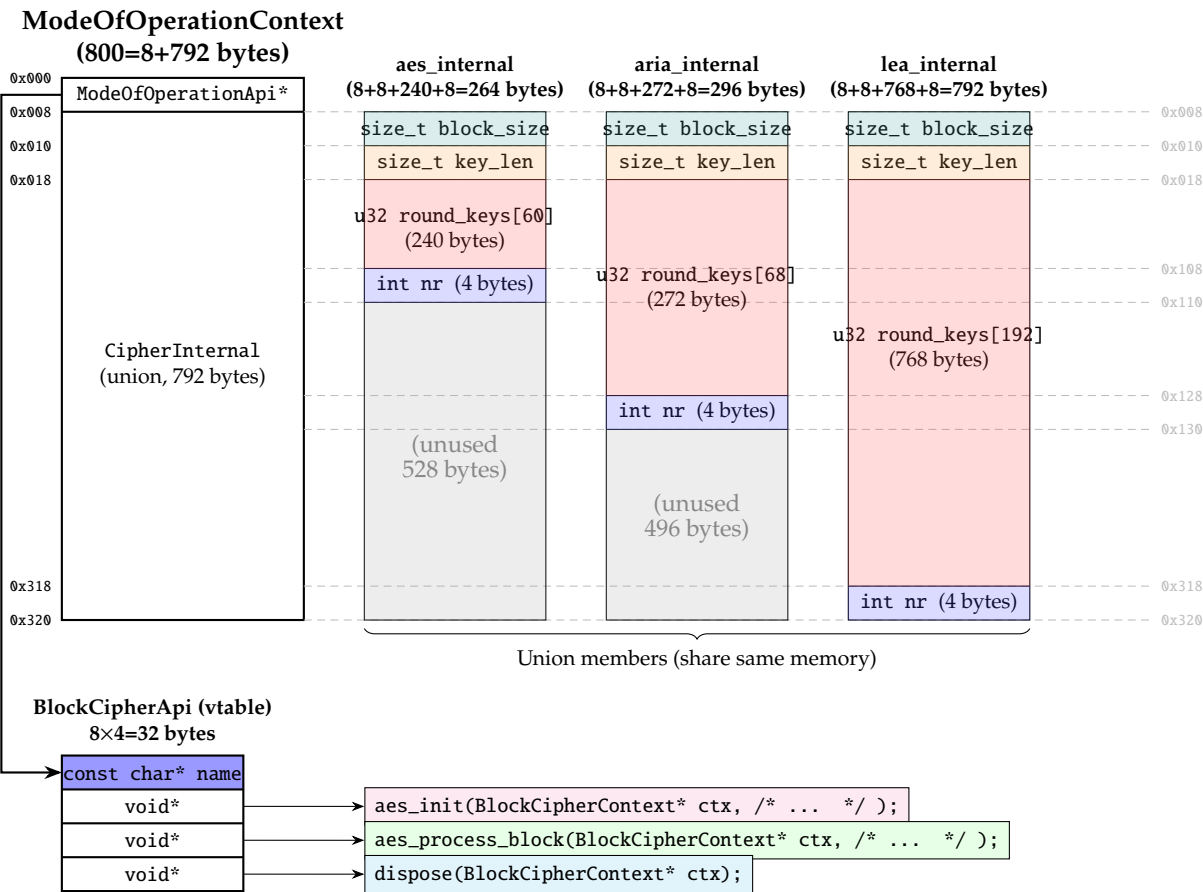 ModeOfOperationContext
(800=8+792 bytes)
aes_internal
(8+8+240+8=264 bytes)
aria_internal
(8+8+272+8=296 bytes)
lea_internal
(8+8+768+8=792 bytes)
0x000
ModeOfOperationApi*
0x008
0x008
size_t block_size
size_t block_size
size_t block_size
0x010
0x010
size_t key_len
size_t key_len
size_t key_len
0x018
0x018
u32 round_keys[60]
(240 bytes)
0x108
int nr (4 bytes)
u32 round_keys[68]
(272 bytes)
0x110
u32 round_keys[192]
(768 bytes)
CipherInternal
(union, 792 bytes)
0x128
int nr (4 bytes)
0x130
(unused
528 bytes)
(unused
496 bytes)
0x318
0x318
int nr (4 bytes)
0x320
0x320
Union members (share same memory)
BlockCipherApi (vtable)
8×4=32 bytes
const char* name
void*
aes_init(BlockCipherContext* ctx, /* ... */ );
void*
aes_process_block(BlockCipherContext* ctx, /* ... */ );
void*
dispose(BlockCipherContext* ctx);